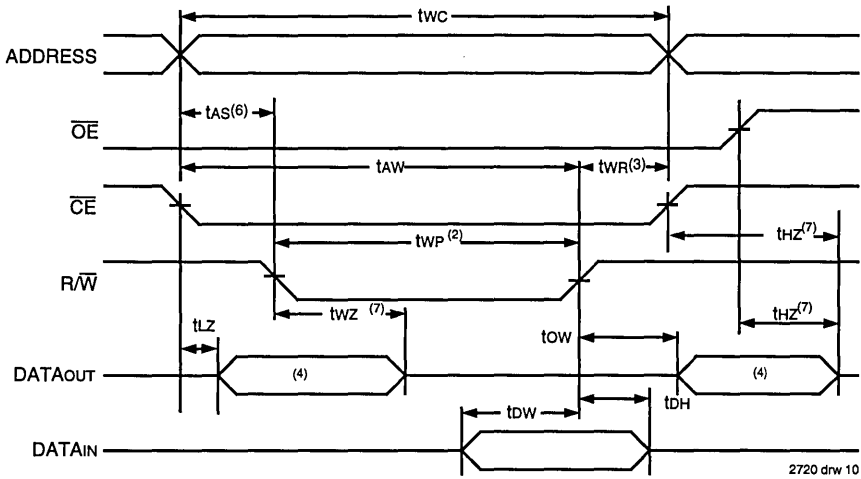 tWC
ADDRESS
tAS(6)
OE
tAW
tWR(3)
CE
tWP (2)
tHZ(7)
R/W
tWZ (7)
tHZ(7)
tLZ
tOW
DATAOUT
(4)
(4)
tDW
tDH
DATAIN
2720 drw 10